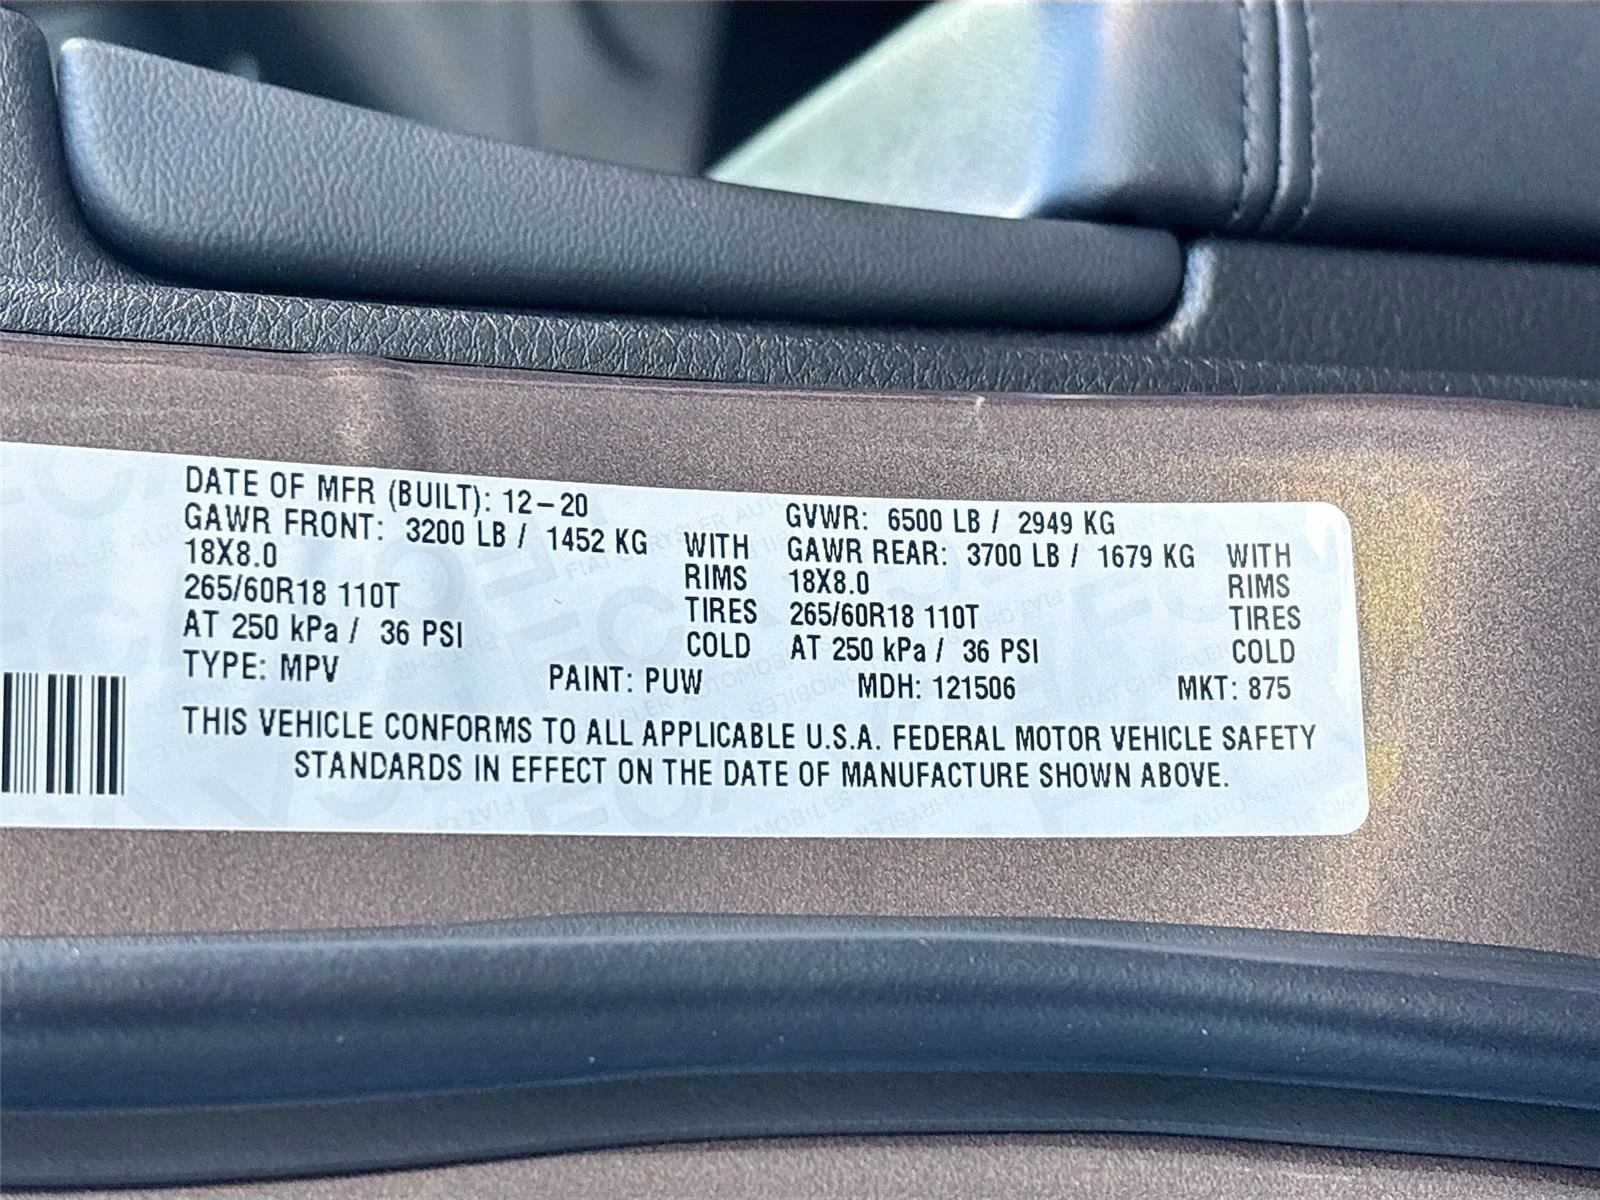 DATE OF MFR (BUILT): 12-20 GVWR: 6500 LB / 2949 KG
GAWR FRONT: 3200 LB / 1452 KG WITH GAWR REAR: 3700 LB / 1679 KG WITH
18X8.0 RIMS 18X8.0 RIMS
265/60R18 110T TIRES 265/60R18 110T TIRES
AT 250 kPa / 36 PSI COLD AT 250 kPa / 36 PSI COLD
TYPE: MPV PAINT: PUW MDH: 121506 MKT: 875
THIS VEHICLE CONFORMS TO ALL APPLICABLE U.S.A. FEDERAL MOTOR VEHICLE SAFETY
STANDARDS IN EFFECT ON THE DATE OF MANUFACTURE SHOWN ABOVE.